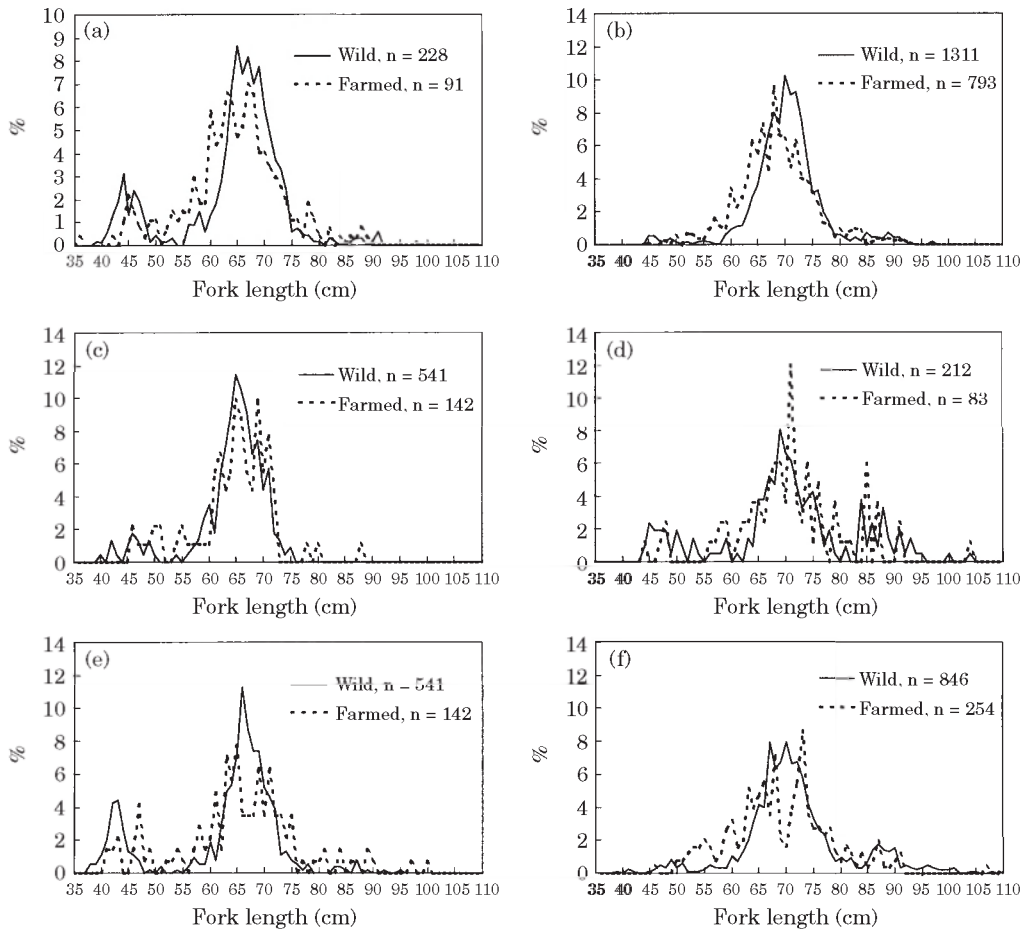 (a)
10
9
8
7
6
5
4
3
2
1
0
%
Wild, n = 228
Farmed, n = 91
35 40 45 50 55 60 65 70 75 80 85 90 95 100 105 110
Fork length (cm)
(b)
14
12
10
8
6
4
2
0
%
Wild, n = 1311
Farmed, n = 793
35 40 45 50 55 60 65 70 75 80 85 90 95 100 105 110
Fork length (cm)
(c)
14
12
10
8
6
4
2
0
%
Wild, n = 541
Farmed, n = 142
35 40 45 50 55 60 65 70 75 80 85 90 95 100 105 110
Fork length (cm)
(d)
14
12
10
8
6
4
2
0
%
Wild, n = 212
Farmed, n = 83
35 40 45 50 55 60 65 70 75 80 85 90 95 100 105 110
Fork length (cm)
(e)
14
12
10
8
6
4
2
0
%
Wild, n = 541
Farmed, n = 142
35 40 45 50 55 60 65 70 75 80 85 90 95 100 105 110
Fork length (cm)
(f)
14
12
10
8
6
4
2
0
%
Wild, n = 846
Farmed, n = 254
35 40 45 50 55 60 65 70 75 80 85 90 95 100 105 110
Fork length (cm)